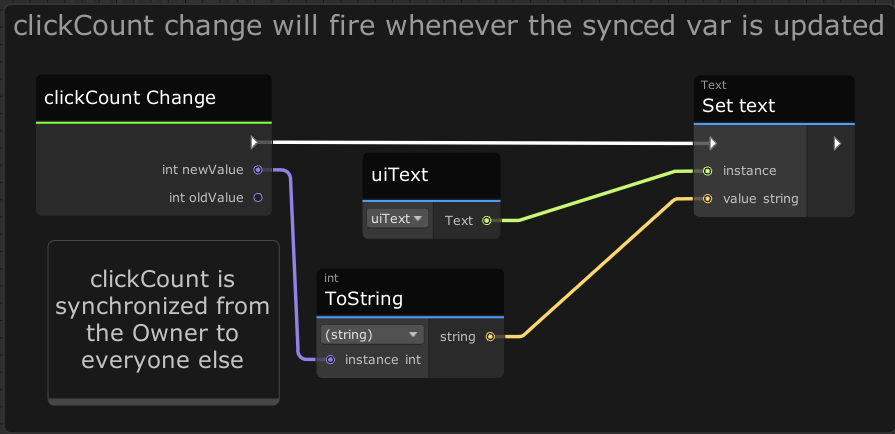 clickCount change will fire whenever the synced var is updated
clickCount Change
int newValue
int oldValue
uiText
uiText
Text
Text
Set text
instance
value string
clickCount is
synchronized from
the Owner to
everyone else
int
ToString
(string)
string
instance int